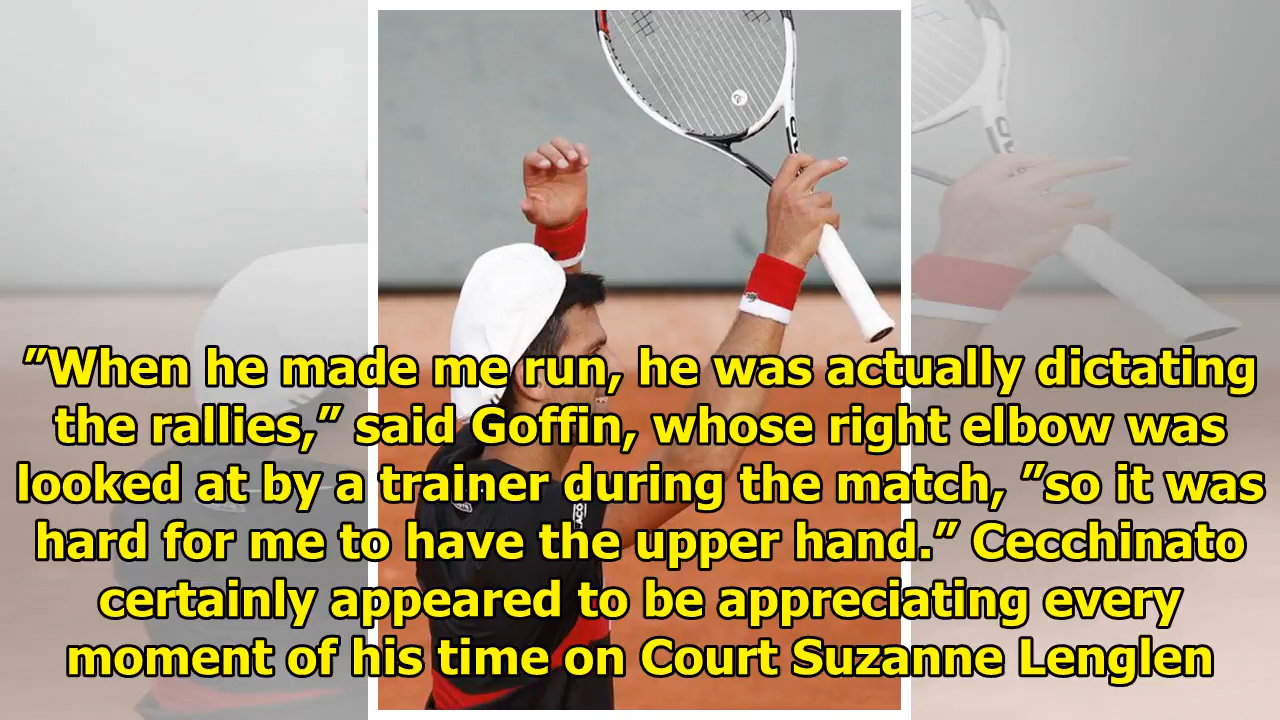 ”When he made me run, he was actually dictating
the rallies,” said Goffin, whose right elbow was
looked at by a trainer during the match, ”so it was
hard for me to have the upper hand.” Cecchinato
certainly appeared to be appreciating every
moment of his time on Court Suzanne Lenglen